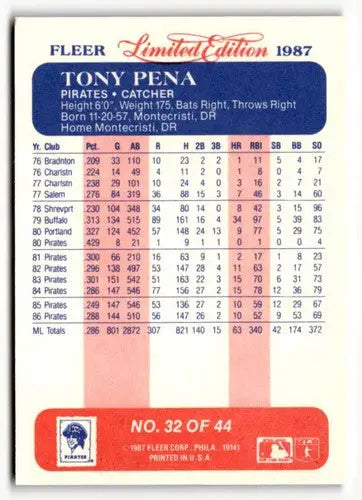 FLEER Limited Edition 1987
TONY PENA
PIRATES • CATCHER
Height 6'0", Weight 175, Bats Right, Throws Right
Born 11-20-57, Montecristi, DR
Home Montecristi, DR
Yr. Club Pct. G AB R H 2B 3B HR RBI SB BB SO
76 Bradnton .209 33 110 10 23 2 2 1 11 5 4 17
76 Charlstn .224 14 49 4 11 2 0 1 8 0 5 7
77 Charlstn .238 29 101 10 24 4 0 3 16 2 7 21
77 Salem .276 84 319 36 88 15 3 7 46 3 14 60
78 Shrevprt .230 104 348 34 80 14 0 8 42 3 15 96
79 Buffalo .313 134 515 89 161 16 4 34 97 5 39 83
80 Portland .327 124 452 57 148 24 13 9 77 5 29 75
80 Pirates .429 8 21 1 9 1 1 0 1 0 0 4
81 Pirates .300 66 210 16 63 9 1 2 17 1 8 23
82 Pirates .296 138 497 53 147 28 4 11 63 2 17 57
83 Pirates .301 151 542 51 163 22 3 15 70 6 31 73
84 Pirates .286 147 546 77 156 27 2 15 78 12 36 79
85 Pirates .249 147 546 53 136 27 2 10 59 12 29 67
86 Pirates .288 144 510 56 147 26 2 10 52 9 53 69
ML Totals .286 801 2872 307 821 140 15 63 340 42 174 372
NO. 32 OF 44
PIRATES
©1987 FLEER CORP., PHILA. 19141
PRINTED IN U.S.A.